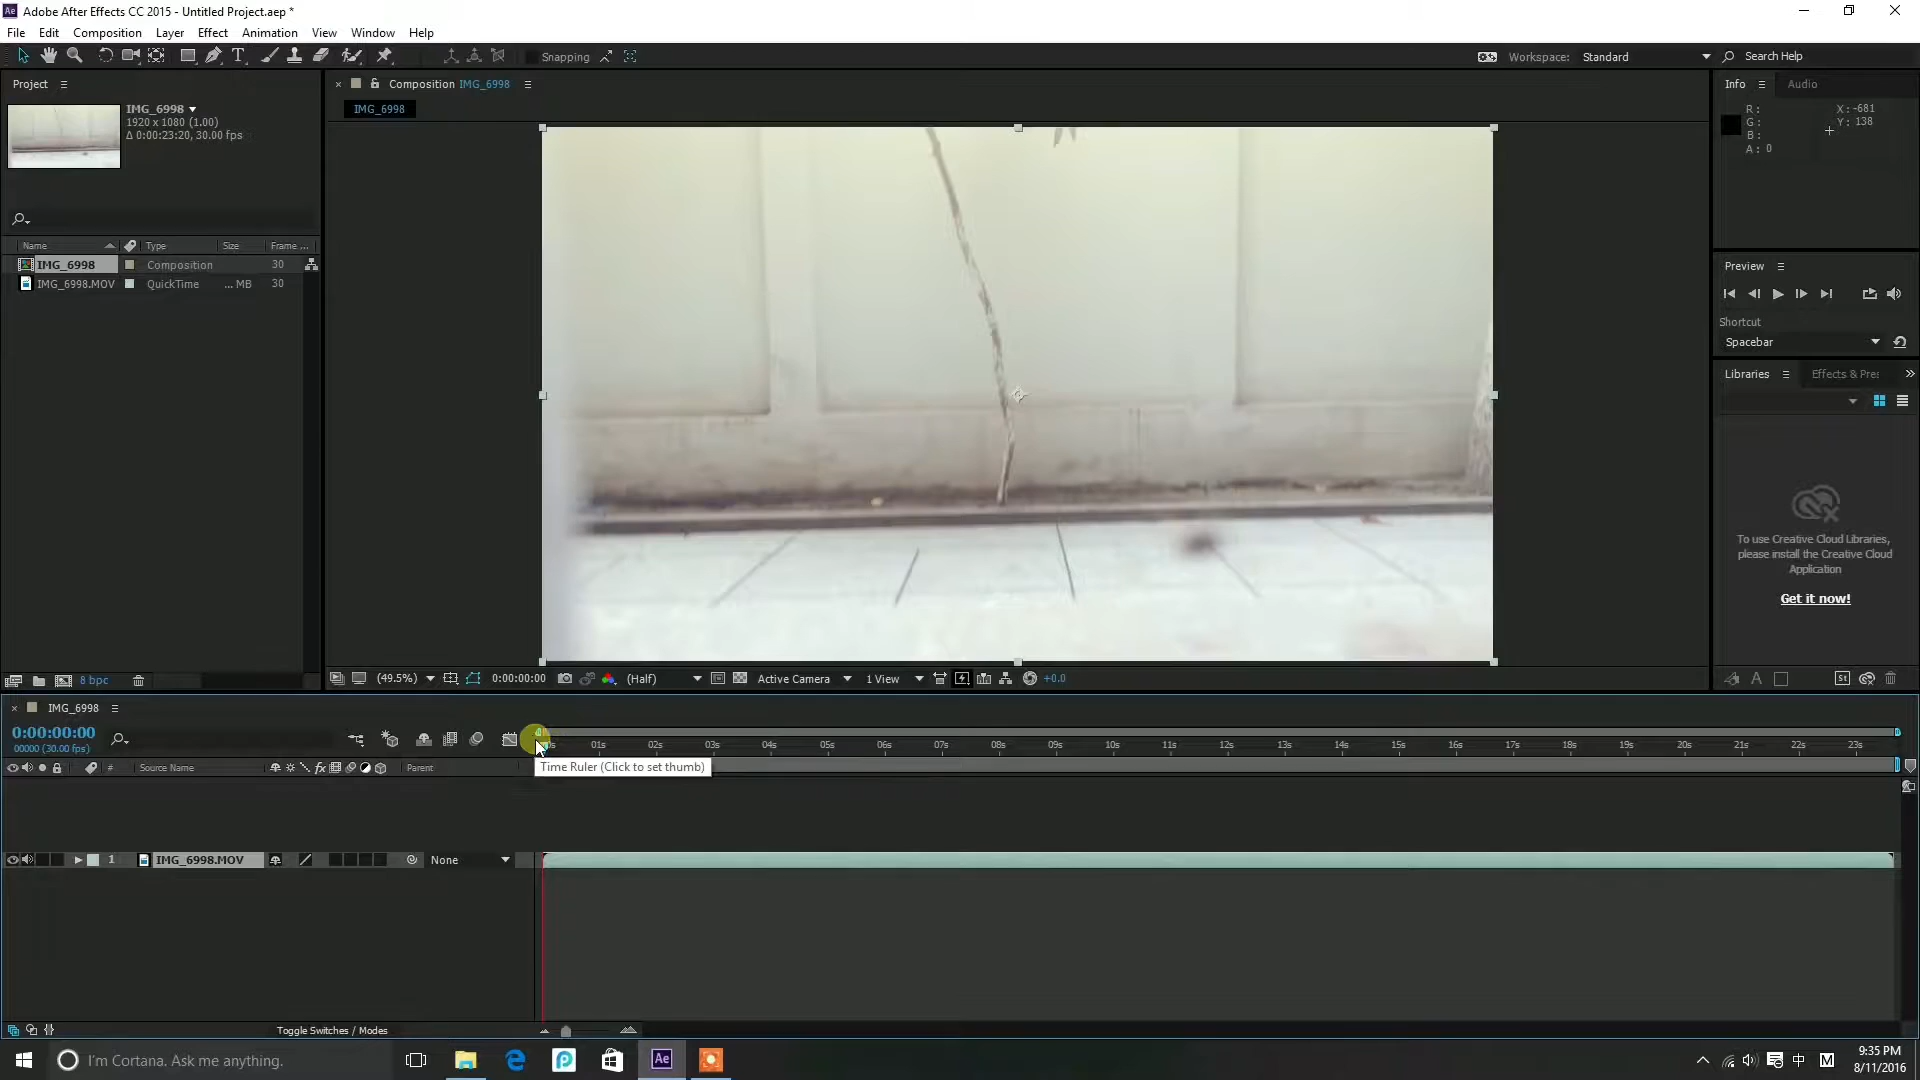 Adobe After Effects CC 2015 - Untitled Project.aep *
File Edit Composition Layer Effect Animation View Window Help
Snapping
Workspace: Standard
Search Help
Project
IMG_6998
1920 x 1080 (1.00)
Δ 0:00:23:20, 30.00 fps
Name Type Size Frame ...
IMG_6998 Composition 30
IMG_6998.MOV QuickTime ... MB 30
8 bpc
Composition IMG_6998
IMG_6998
(49.5%) 0:00:00:00 (Half) Active Camera 1 View +0.0
Info Audio
R: X: -681
G: Y: 138
B:
A: 0
Preview
Shortcut
Spacebar
Libraries Effects & Pre:
To use Creative Cloud Libraries,
please install the Creative Cloud
Application
Get it now!
St
IMG_6998
0:00:00:00
00000 (30.00 fps)
01s 02s 03s 04s 05s 06s 07s 08s 09s 10s 11s 12s 13s 14s 15s 16s 17s 18s 19s 20s 21s 22s 23s
# Source Name fx Parent
Time Ruler (Click to set thumb)
1 IMG_6998.MOV None
Toggle Switches / Modes
I'm Cortana. Ask me anything.
Ae
中 M
9:35 PM
8/11/2016